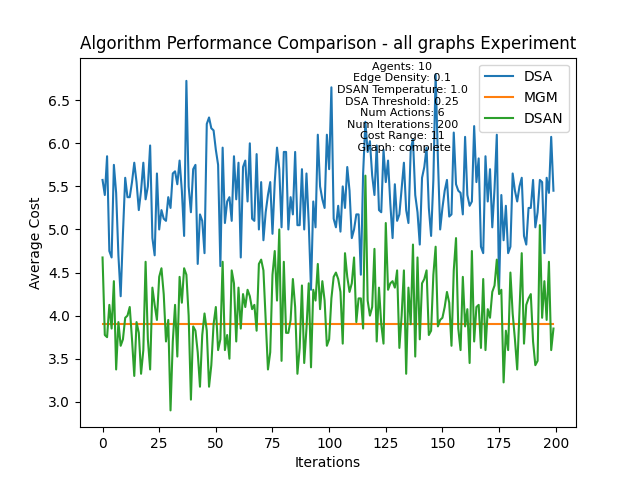 Algorithm Performance Comparison - all graphs Experiment
Agents: 10
Edge Density: 0.1
DSAN Temperature: 1.0
DSA Threshold: 0.25
Num Actions: 6
Num Iterations: 200
Cost Range: 11
Graph: complete
DSA
MGM
DSAN
Average Cost
6.5
6.0
5.5
5.0
4.5
4.0
3.5
3.0
0 25 50 75 100 125 150 175 200
Iterations